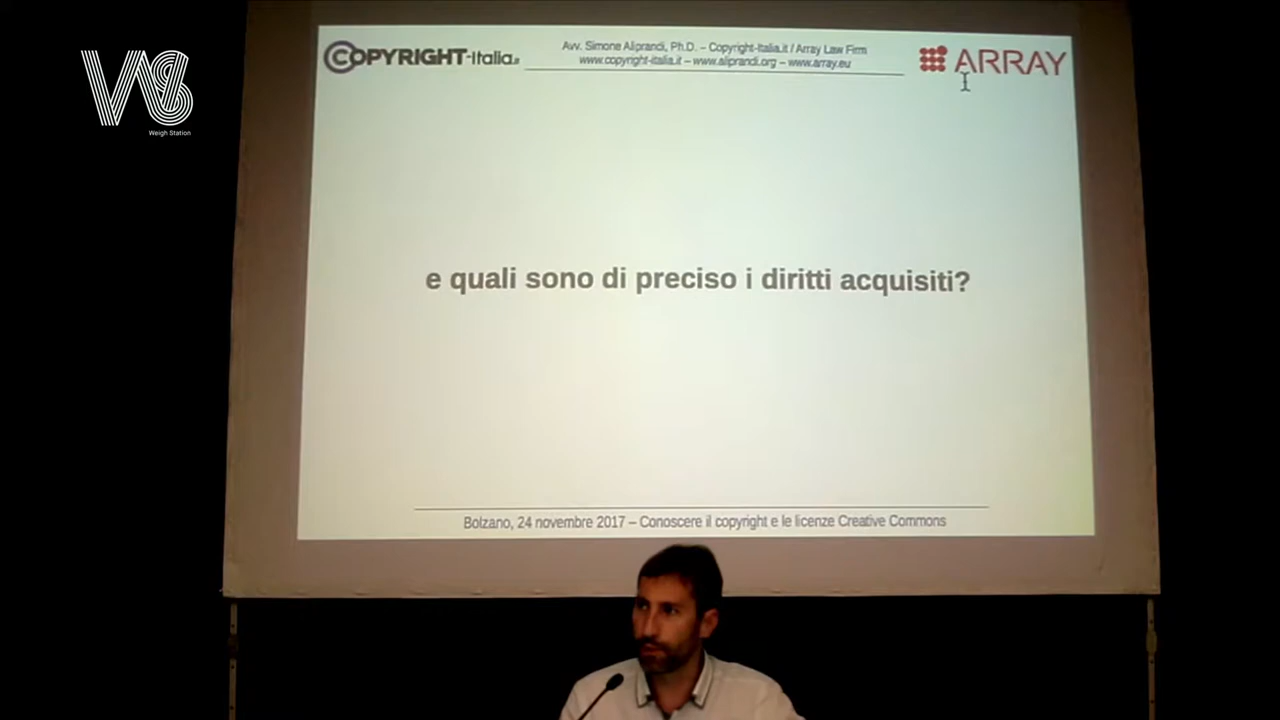 WS
Weigh Station
COPYRIGHT-Italia.it
Avv. Simone Aliprandi, Ph.D. – Copyright-Italia.it / Array Law Firm
www.copyright-italia.it – www.aliprandi.org – www.array.eu
ARRAY
e quali sono di preciso i diritti acquisiti?
Bolzano, 24 novembre 2017 – Conoscere il copyright e le licenze Creative Commons